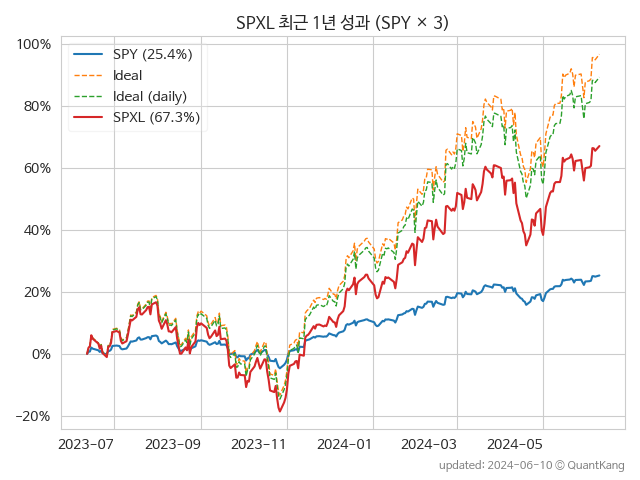 SPXL 최근 1년 성과 (SPY × 3)
100%
80%
60%
40%
20%
0%
−20%
SPY (25.4%)
Ideal
Ideal (daily)
SPXL (67.3%)
2023-07 2023-09 2023-11 2024-01 2024-03 2024-05
updated: 2024-06-10 © QuantKang